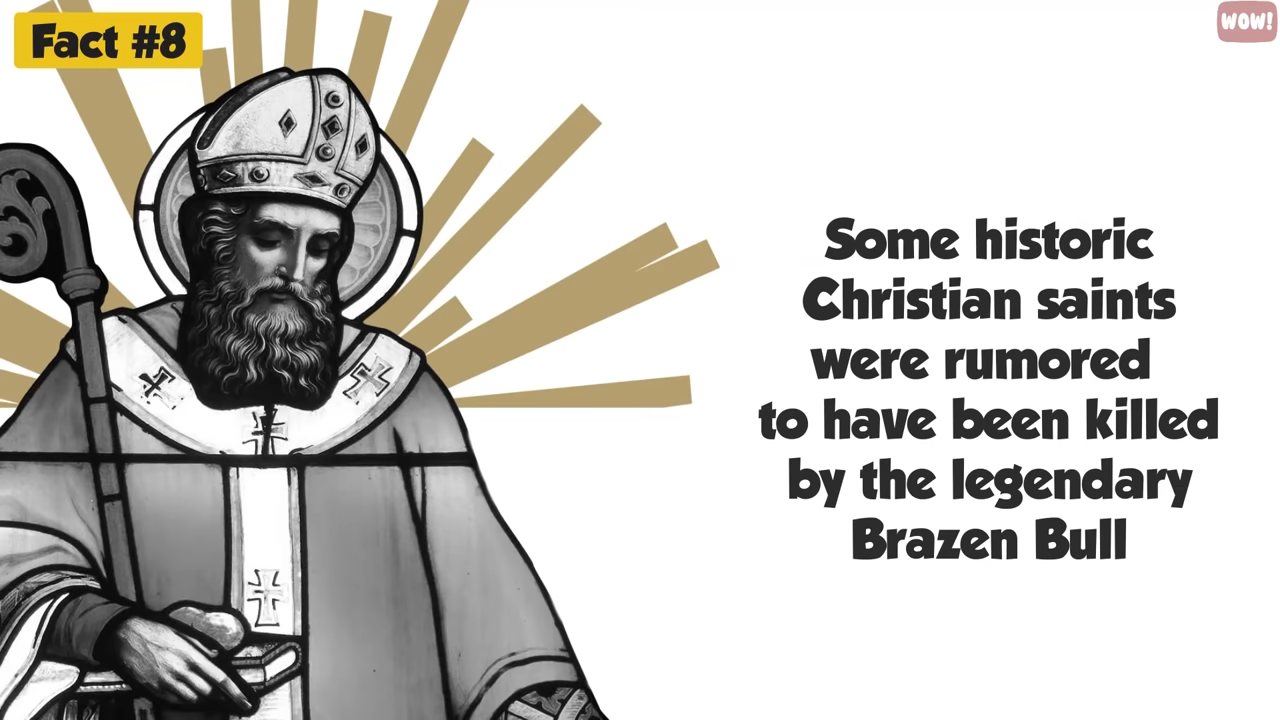 Fact #8
WOW!
Some historic
Christian saints
were rumored
to have been killed
by the legendary
Brazen Bull